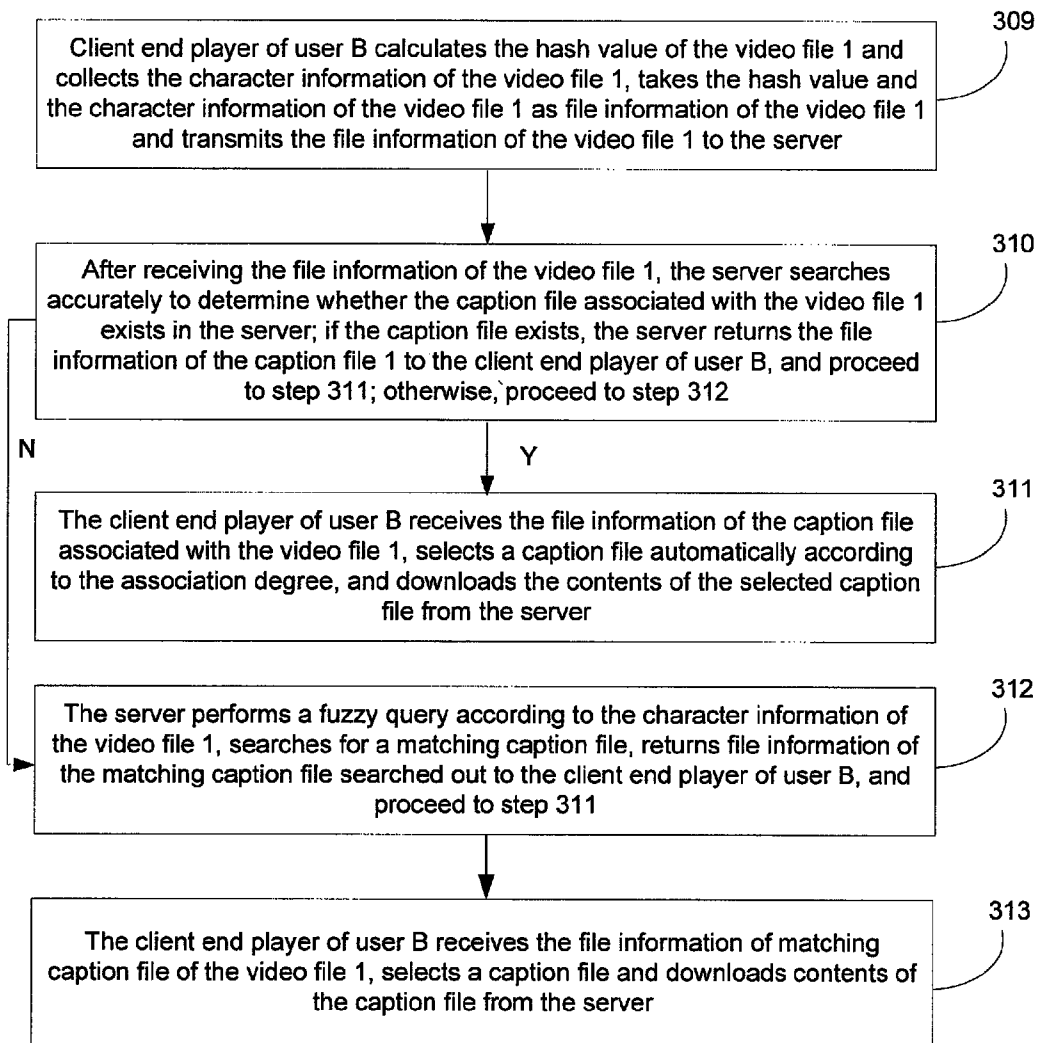 309
Client end player of user B calculates the hash value of the video file 1 and
collects the character information of the video file 1, takes the hash value and
the character information of the video file 1 as file information of the video file 1
and transmits the file information of the video file 1 to the server
310
After receiving the file information of the video file 1, the server searches
accurately to determine whether the caption file associated with the video file 1
exists in the server; if the caption file exists, the server returns the file
information of the caption file 1 to the client end player of user B, and proceed
to step 311; otherwise, proceed to step 312
N
Y
311
The client end player of user B receives the file information of the caption file
associated with the video file 1, selects a caption file automatically according
to the association degree, and downloads the contents of the selected caption
file from the server
312
The server performs a fuzzy query according to the character information of
the video file 1, searches for a matching caption file, returns file information of
the matching caption file searched out to the client end player of user B, and
proceed to step 311
313
The client end player of user B receives the file information of matching
caption file of the video file 1, selects a caption file and downloads contents of
the caption file from the server